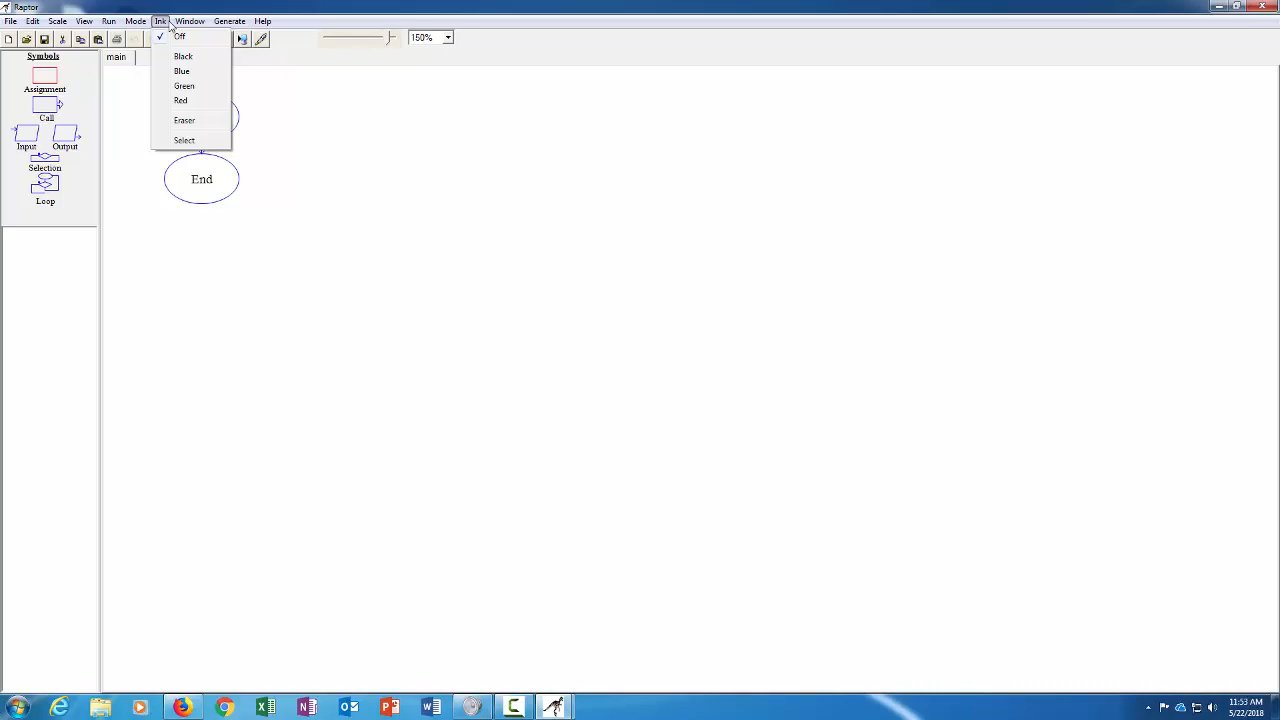 Raptor
File Edit Scale View Run Mode Ink Window Generate Help
150%
Symbols
Assignment
Call
Input Output
Selection
Loop
main
Off
Black
Blue
Green
Red
Eraser
Select
End
11:53 AM
5/22/2018